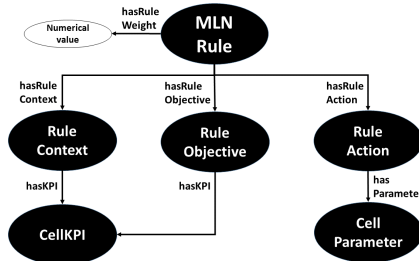 hasRule
Weight
Numerical
value
MLN
Rule
hasRule
Context
hasRule
Objective
hasRule
Action
Rule
Context
Rule
Objective
Rule
Action
hasKPI
hasKPI
has
Parameter
CellKPI
Cell
Parameter